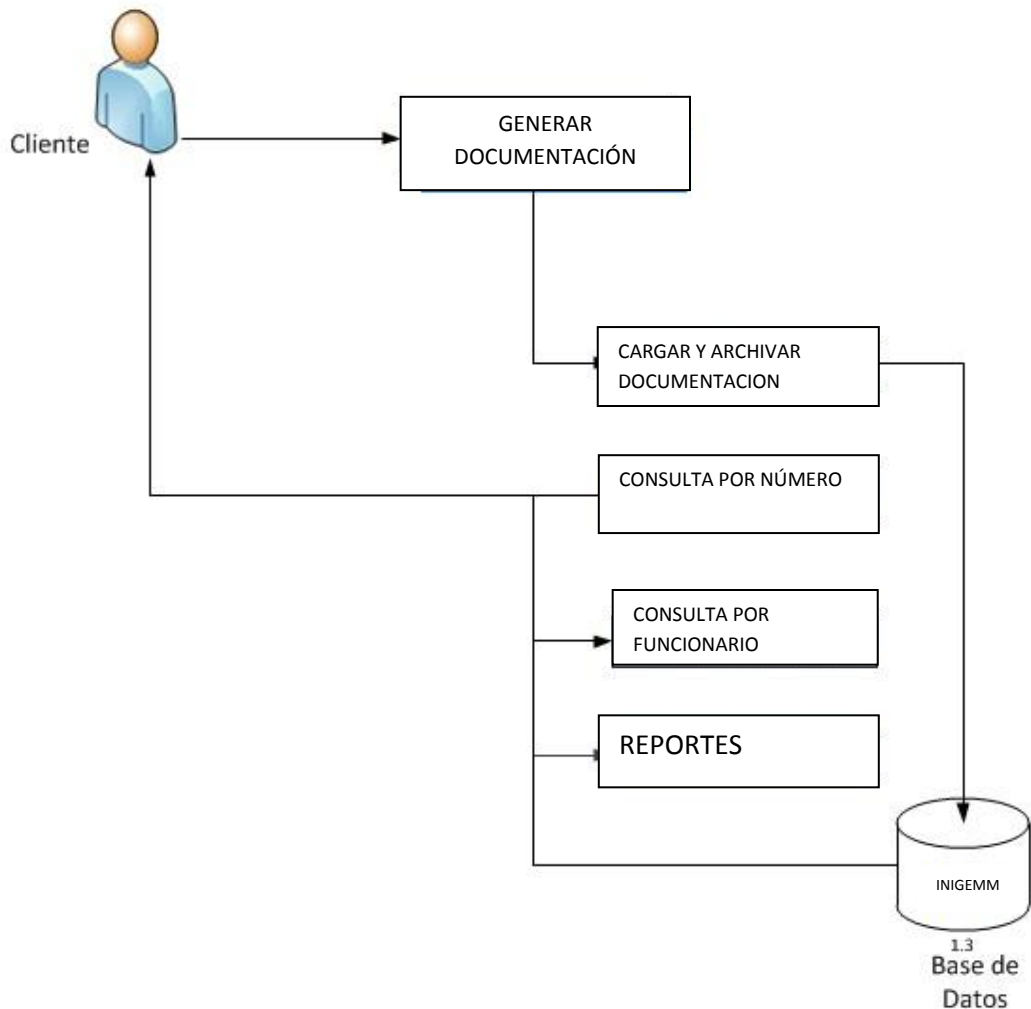 Cliente
GENERAR
DOCUMENTACIÓN
CARGAR Y ARCHIVAR
DOCUMENTACION
CONSULTA POR NÚMERO
CONSULTA POR
FUNCIONARIO
REPORTES
INIGEMM
1.3
Base de
Datos